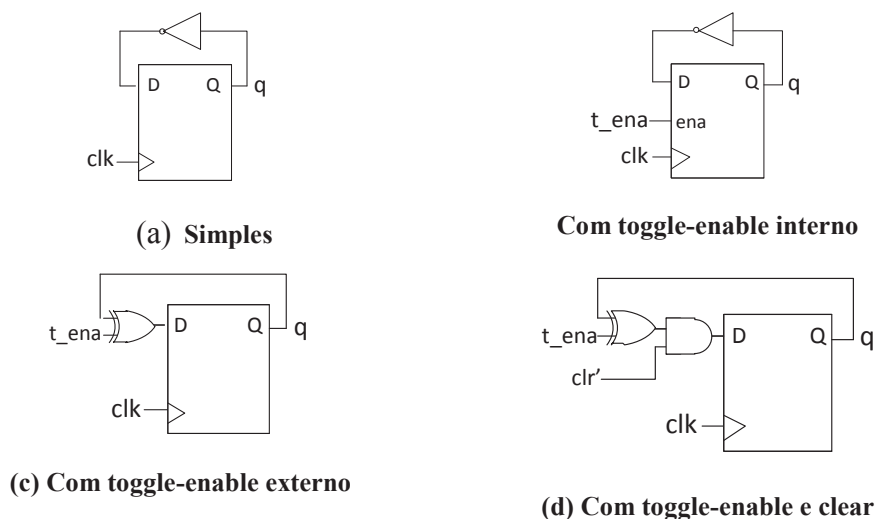 D Q q
clk
(a) Simples
D Q q
t_ena ena
clk
Com toggle-enable interno
t_ena D Q q
clk
(c) Com toggle-enable externo
t_ena D Q q
clr’
clk
(d) Com toggle-enable e clear